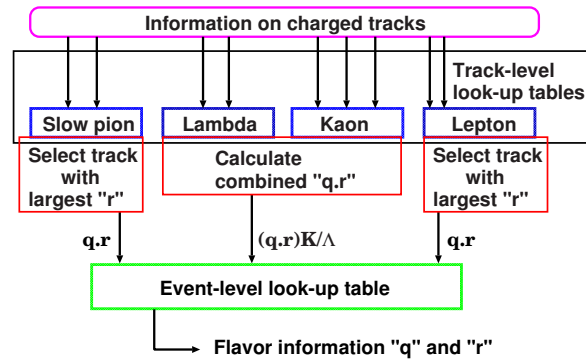 Information on charged tracks
Track-level
look-up tables
Slow pion
Lambda
Kaon
Lepton
Select track
with
largest "r"
Calculate
combined "q.r"
Select track
with
largest "r"
q.r
(q.r)K/Λ
q.r
Event-level look-up table
Flavor information "q" and "r"